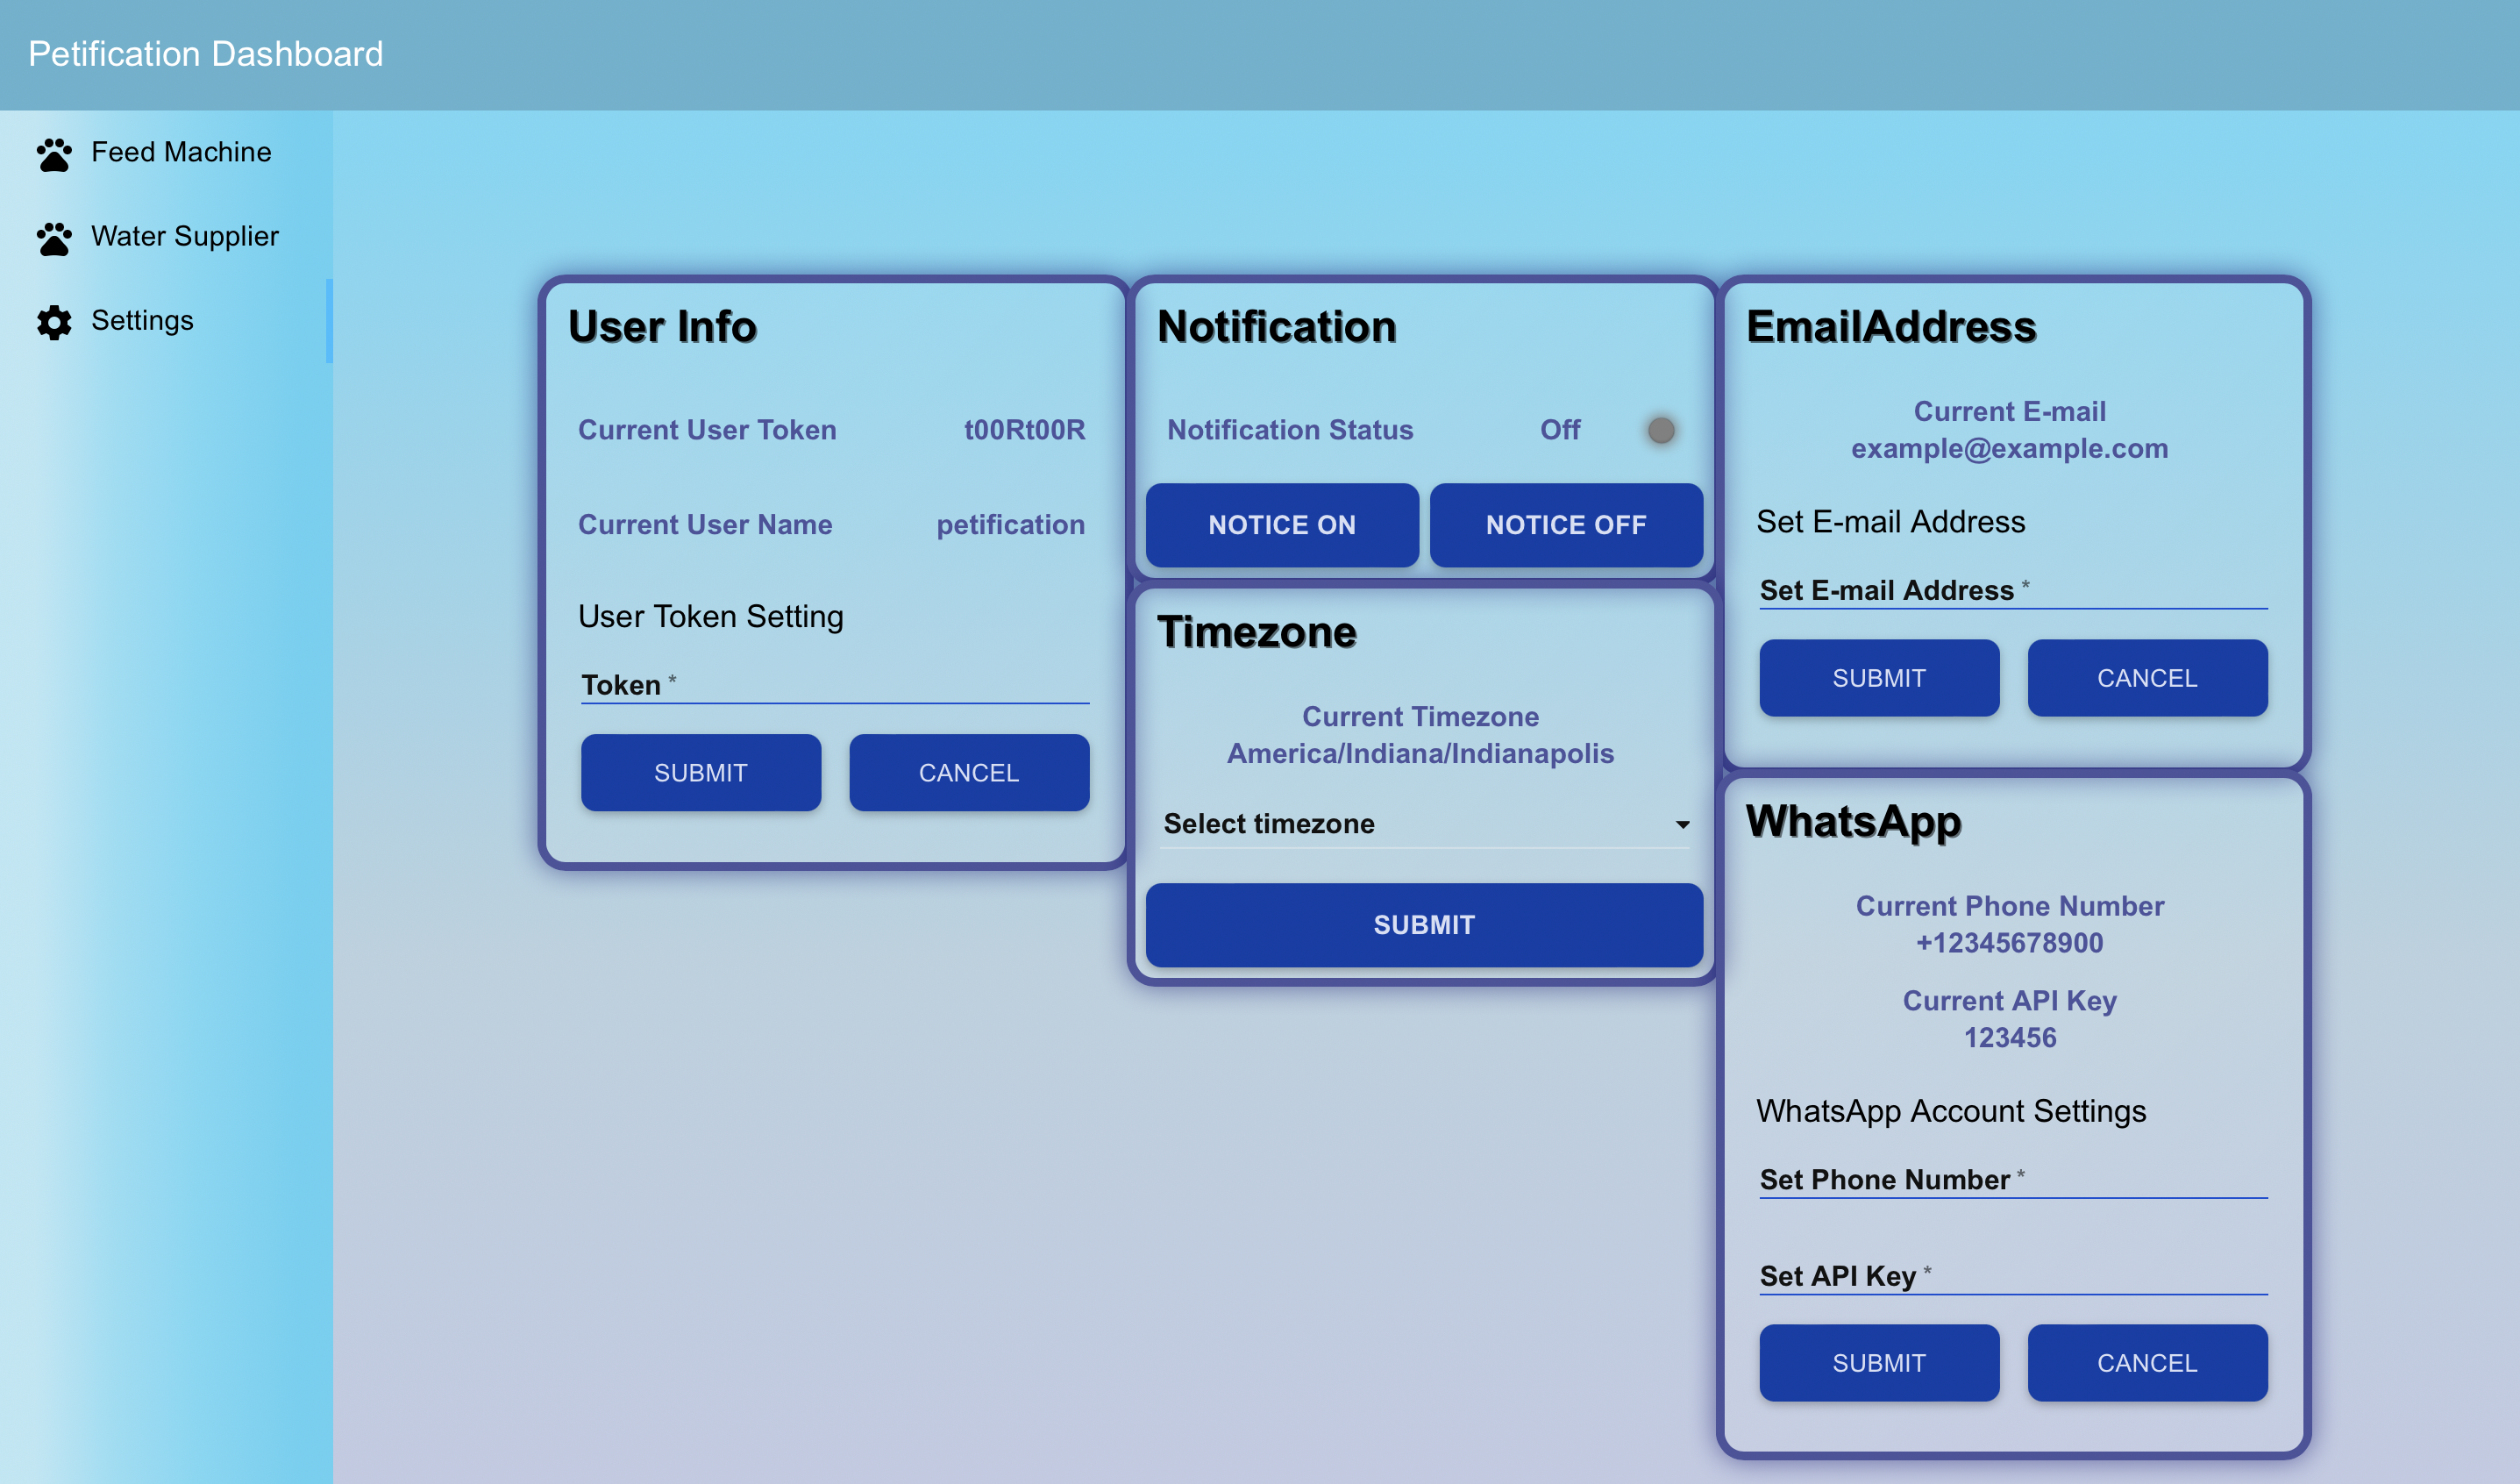 Petification Dashboard
Feed Machine
Water Supplier
Settings
User Info
Current User Token t00Rt00R
Current User Name petification
User Token Setting
Token *
SUBMIT CANCEL
Notification
Notification Status Off
NOTICE ON NOTICE OFF
Timezone
Current Timezone
America/Indiana/Indianapolis
Select timezone
SUBMIT
EmailAddress
Current E-mail
example@example.com
Set E-mail Address
Set E-mail Address *
SUBMIT CANCEL
WhatsApp
Current Phone Number
+12345678900
Current API Key
123456
WhatsApp Account Settings
Set Phone Number *
Set API Key *
SUBMIT CANCEL